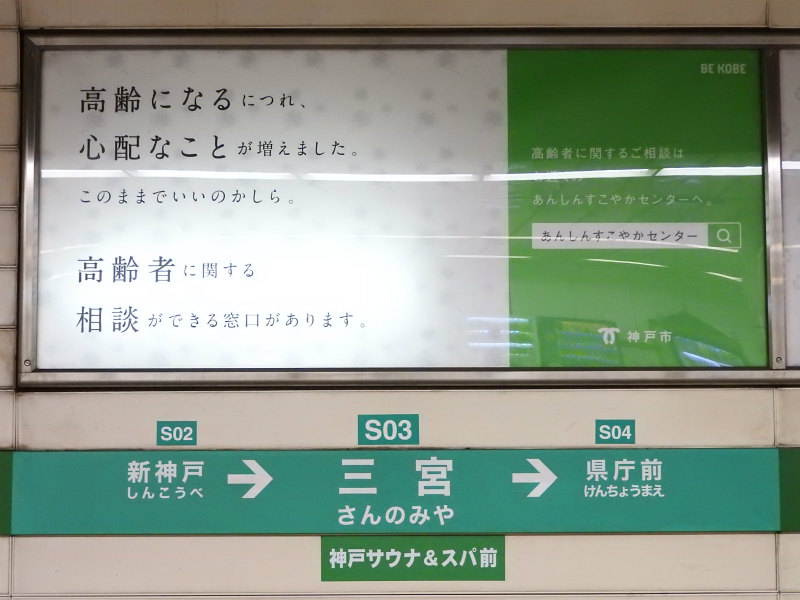 高齢になるにつれ、
心配なことが増えました。
このままでいいのかしら。
高齢者に関する
相談ができる窓口があります。
BE KOBE
高齢者に関するご相談は
あんしんすこやかセンターへ。
あんしんすこやかセンター
神戸市
S02
新神戸
しんこうべ
S03
三宮
さんのみや
S04
県庁前
けんちょうまえ
神戸サウナ&スパ前